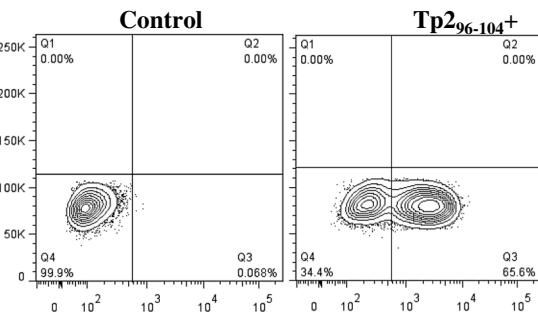 Control
Tp2₉₆₋₁₀₄+
250K
200K
150K
100K
50K
0
Q1
0.00%
Q2
0.00%
Q4
99.9%
Q3
0.068%
0 10² 10³ 10⁴ 10⁵
Q1
0.00%
Q2
0.00%
Q4
34.4%
Q3
65.6%
0 10² 10³ 10⁴ 10⁵